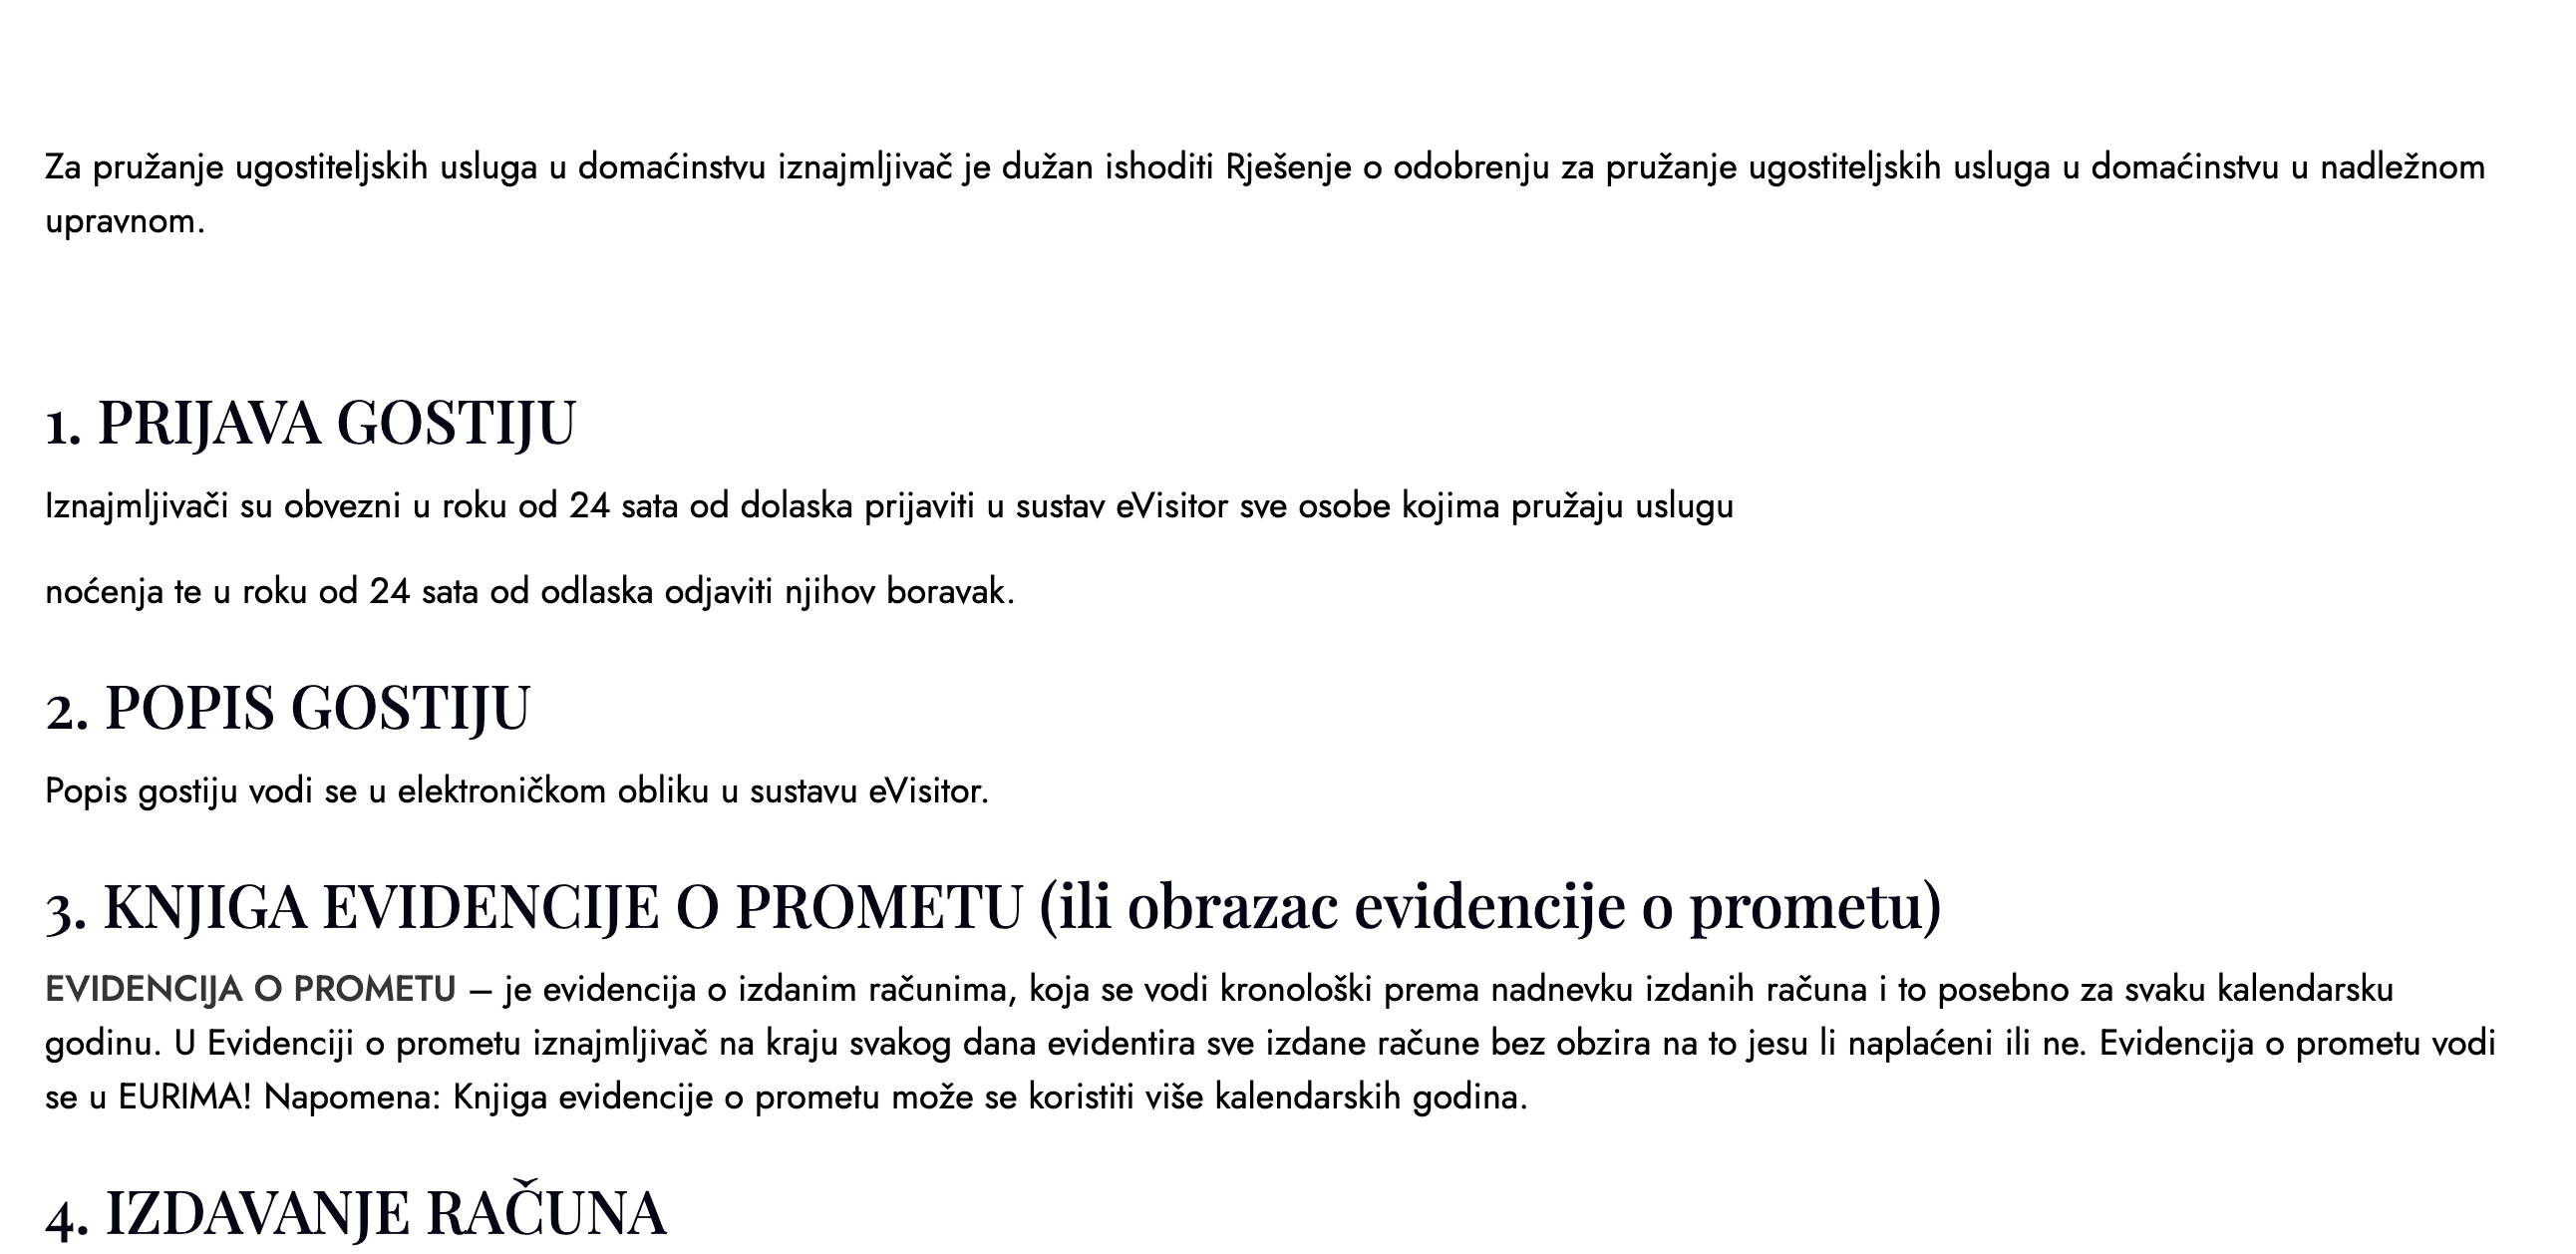 Za pružanje ugostiteljskih usluga u domaćinstvu iznajmljivač je dužan ishoditi Rješenje o odobrenju za pružanje ugostiteljskih usluga u domaćinstvu u nadležnom
upravnom.
1. PRIJAVA GOSTIJU
Iznajmljivači su obvezni u roku od 24 sata od dolaska prijaviti u sustav eVisitor sve osobe kojima pružaju uslugu
noćenja te u roku od 24 sata od odlaska odjaviti njihov boravak.
2. POPIS GOSTIJU
Popis gostiju vodi se u elektroničkom obliku u sustavu eVisitor.
3. KNJIGA EVIDENCIJE O PROMETU (ili obrazac evidencije o prometu)
EVIDENCIJA O PROMETU – je evidencija o izdanim računima, koja se vodi kronološki prema nadnevku izdanih računa i to posebno za svaku kalendarsku
godinu. U Evidenciji o prometu iznajmljivač na kraju svakog dana evidentira sve izdane račune bez obzira na to jesu li naplaćeni ili ne. Evidencija o prometu vodi
se u EURIMA! Napomena: Knjiga evidencije o prometu može se koristiti više kalendarskih godina.
4. IZDAVANJE RAČUNA